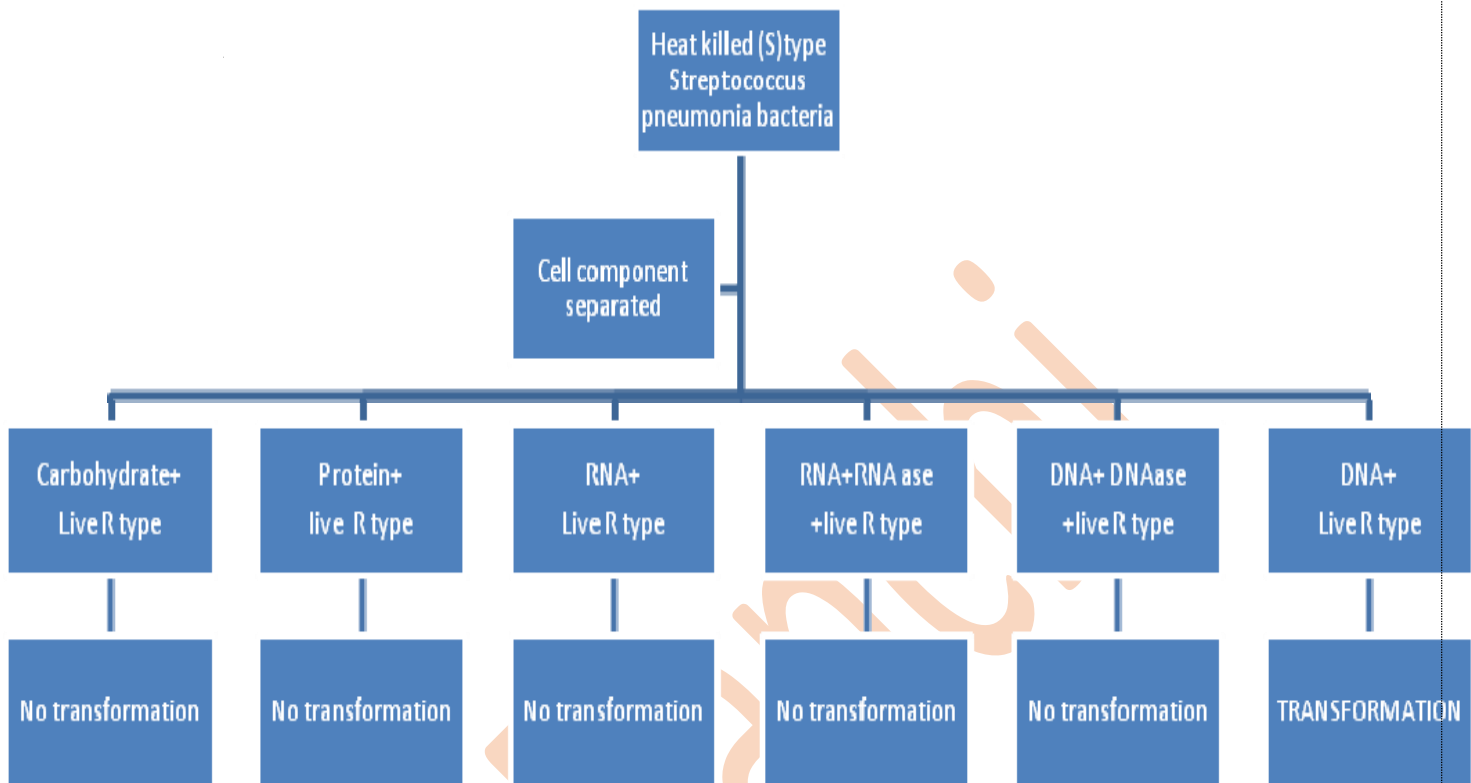 Heat killed (S)type
Streptococcus
pneumonia bacteria
Cell component
separated
Carbohydrate+
Live R type
Protein+
live R type
RNA+
Live R type
RNA+RNA ase
+live R type
DNA+ DNAase
+live R type
DNA+
Live R type
No transformation
No transformation
No transformation
No transformation
No transformation
TRANSFORMATION